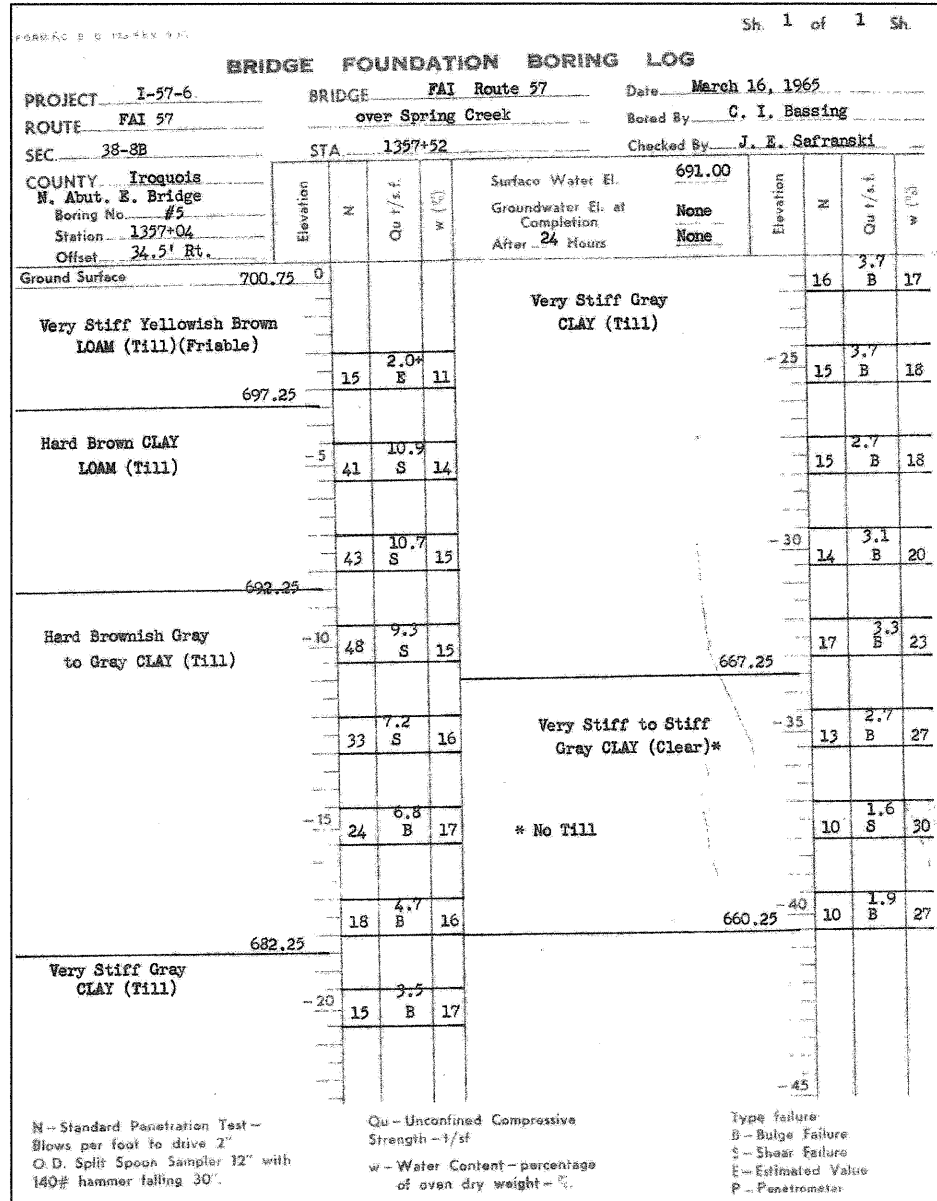 Sh. 1 of 1 Sh.
BRIDGE FOUNDATION BORING LOG
PROJECT I-57-6 BRIDGE FAI Route 57 Date March 16, 1965
ROUTE FAI 57 over Spring Creek Bored By C. I. Bassing
SEC. 38-8B STA 1357+52 Checked By J. E. Safranski
COUNTY Iroquois
N. Abut. E. Bridge
Boring No. #5
Station 1357+04
Offset 34.5' Rt.
Elevation N Qu t/s.f. w (%)
Surface Water El. 691.00
Groundwater El. at Completion None
After 24 Hours None
Elevation N Qu t/s.f. w (%)
Ground Surface 700.75 0
Very Stiff Yellowish Brown
LOAM (Till)(Friable)
15 2.0+ E 11
697.25
Hard Brown CLAY
LOAM (Till)
-5 41 10.9 S 14
43 10.7 S 15
692.25
Hard Brownish Gray
to Gray CLAY (Till)
-10 48 9.3 S 15
33 7.2 S 16
-15 24 6.8 B 17
18 4.7 B 16
682.25
Very Stiff Gray
CLAY (Till)
-20 15 3.5 B 17
Very Stiff Gray
CLAY (Till)
16 3.7 B 17
-25 15 3.7 B 18
15 2.7 B 18
-30 14 3.1 B 20
17 3.3 B 23
667.25
Very Stiff to Stiff
Gray CLAY (Clear)*
-35 13 2.7 B 27
* No Till
10 1.6 S 30
-40 10 1.9 B 27
660.25
-45
N - Standard Penetration Test -
Blows per foot to drive 2"
O.D. Split Spoon Sampler 12" with
140# hammer falling 30".
Qu - Unconfined Compressive
Strength - t/sf
w - Water Content - percentage
of oven dry weight - %.
Type failure
B - Bulge Failure
S - Shear Failure
E - Estimated Value
P - Penetrometer